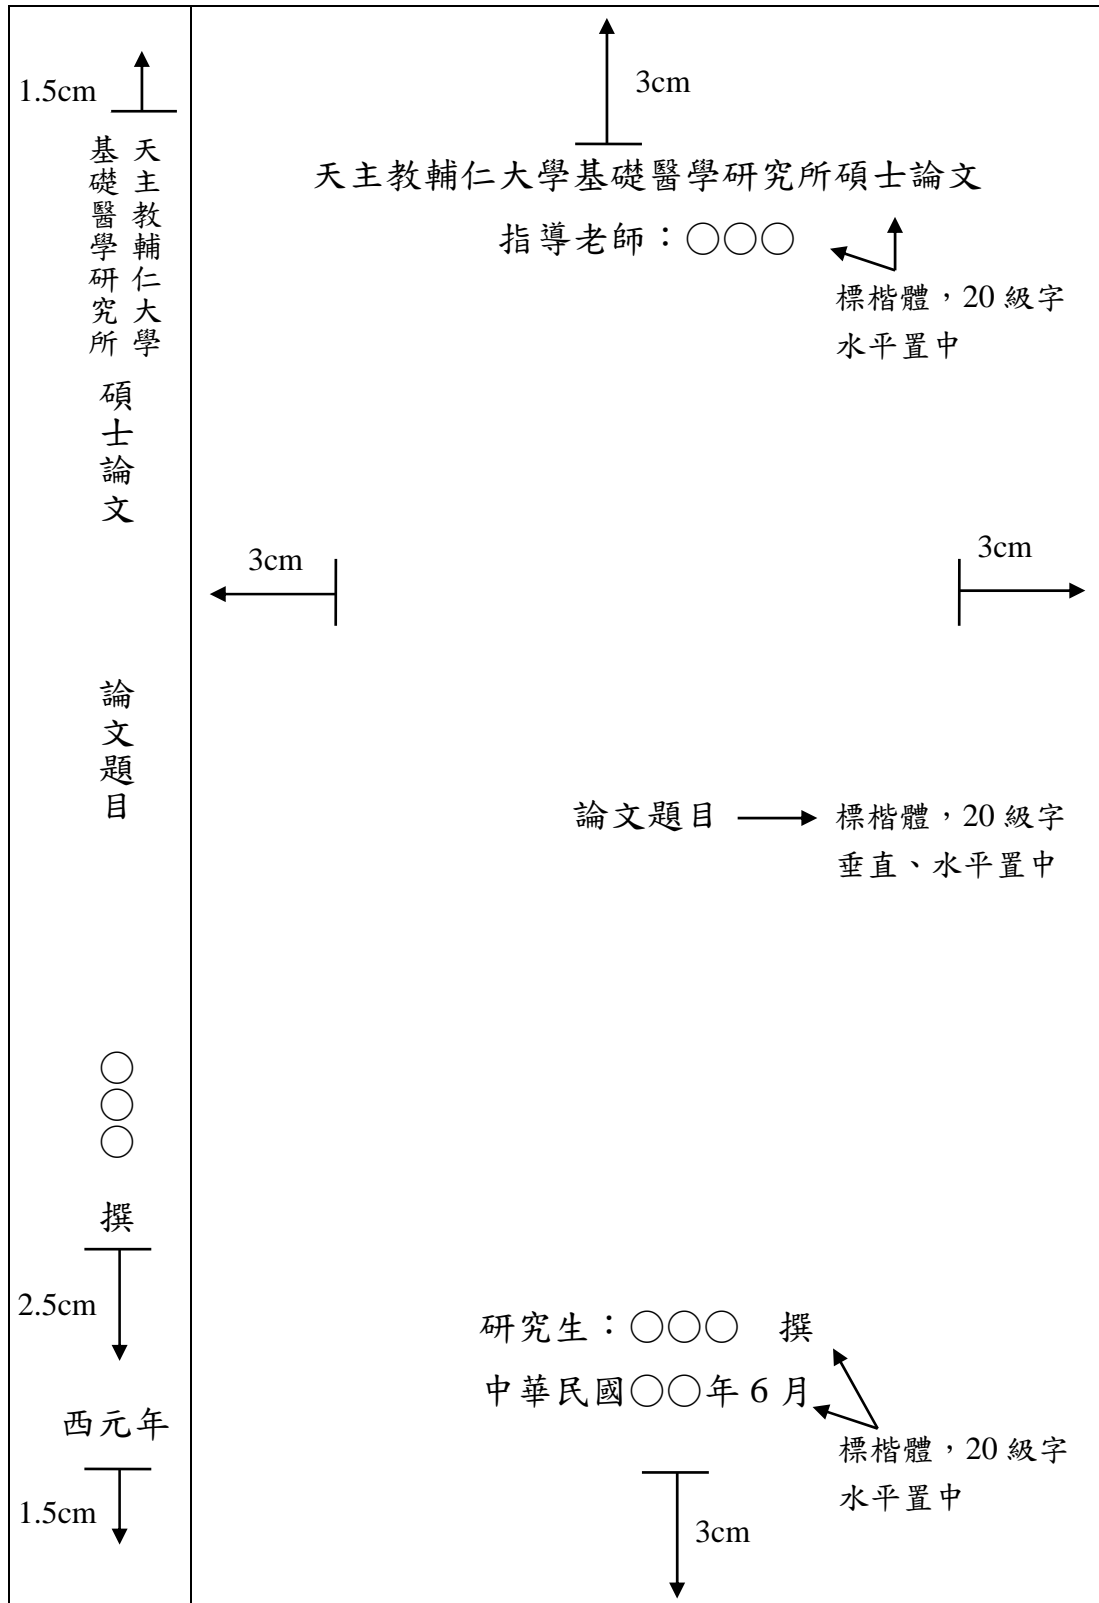 1.5cm
天主教輔仁大學
基礎醫學研究所
碩士論文
論文題目
○○○
撰
2.5cm
西元年
1.5cm
3cm
天主教輔仁大學基礎醫學研究所碩士論文
指導老師：○○○
標楷體，20 級字
水平置中
3cm
3cm
論文題目
標楷體，20 級字
垂直、水平置中
研究生：○○○ 撰
中華民國○○年 6 月
標楷體，20 級字
水平置中
3cm